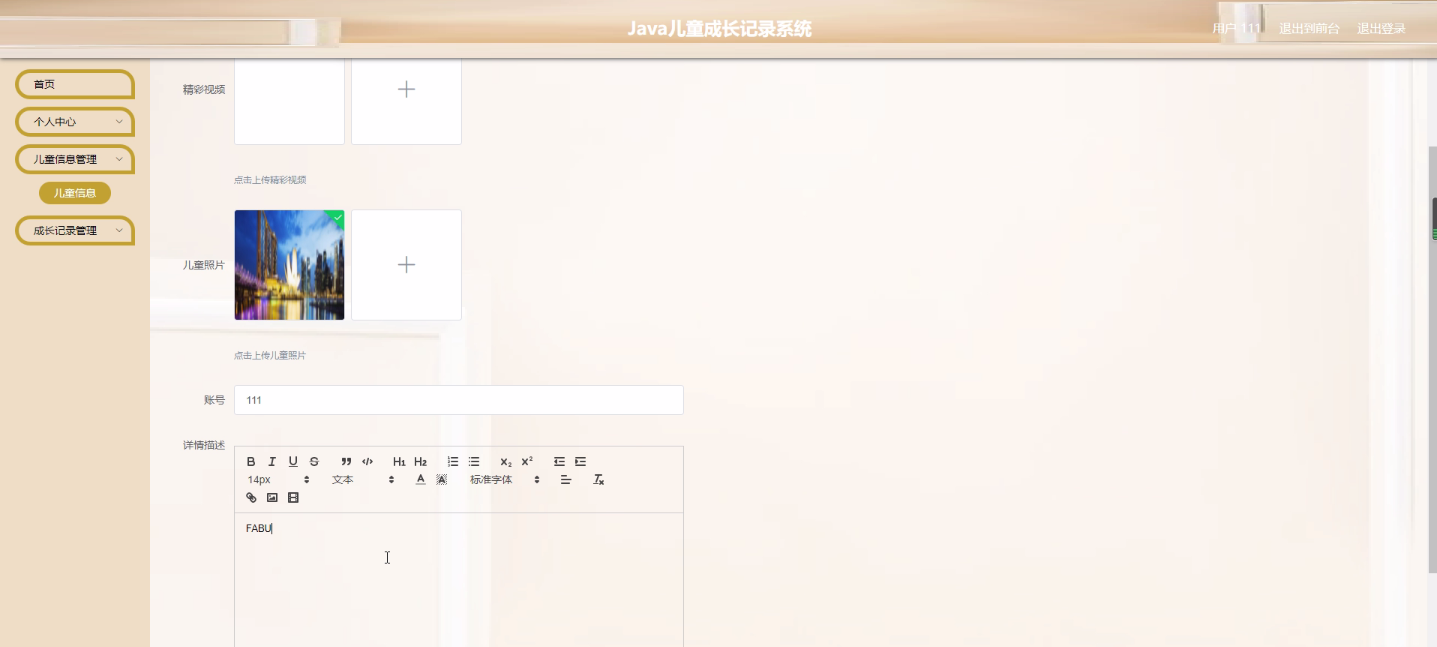 Java儿童成长记录系统
用户 111
退出到前台
退出登录
首页
个人中心
儿童信息管理
儿童信息
成长记录管理
精彩视频
点击上传精彩视频
儿童照片
点击上传儿童照片
账号
111
详情描述
B I U S H1 H2 X2 X2
14px 文本 A A 标准字体 Tx
FABU